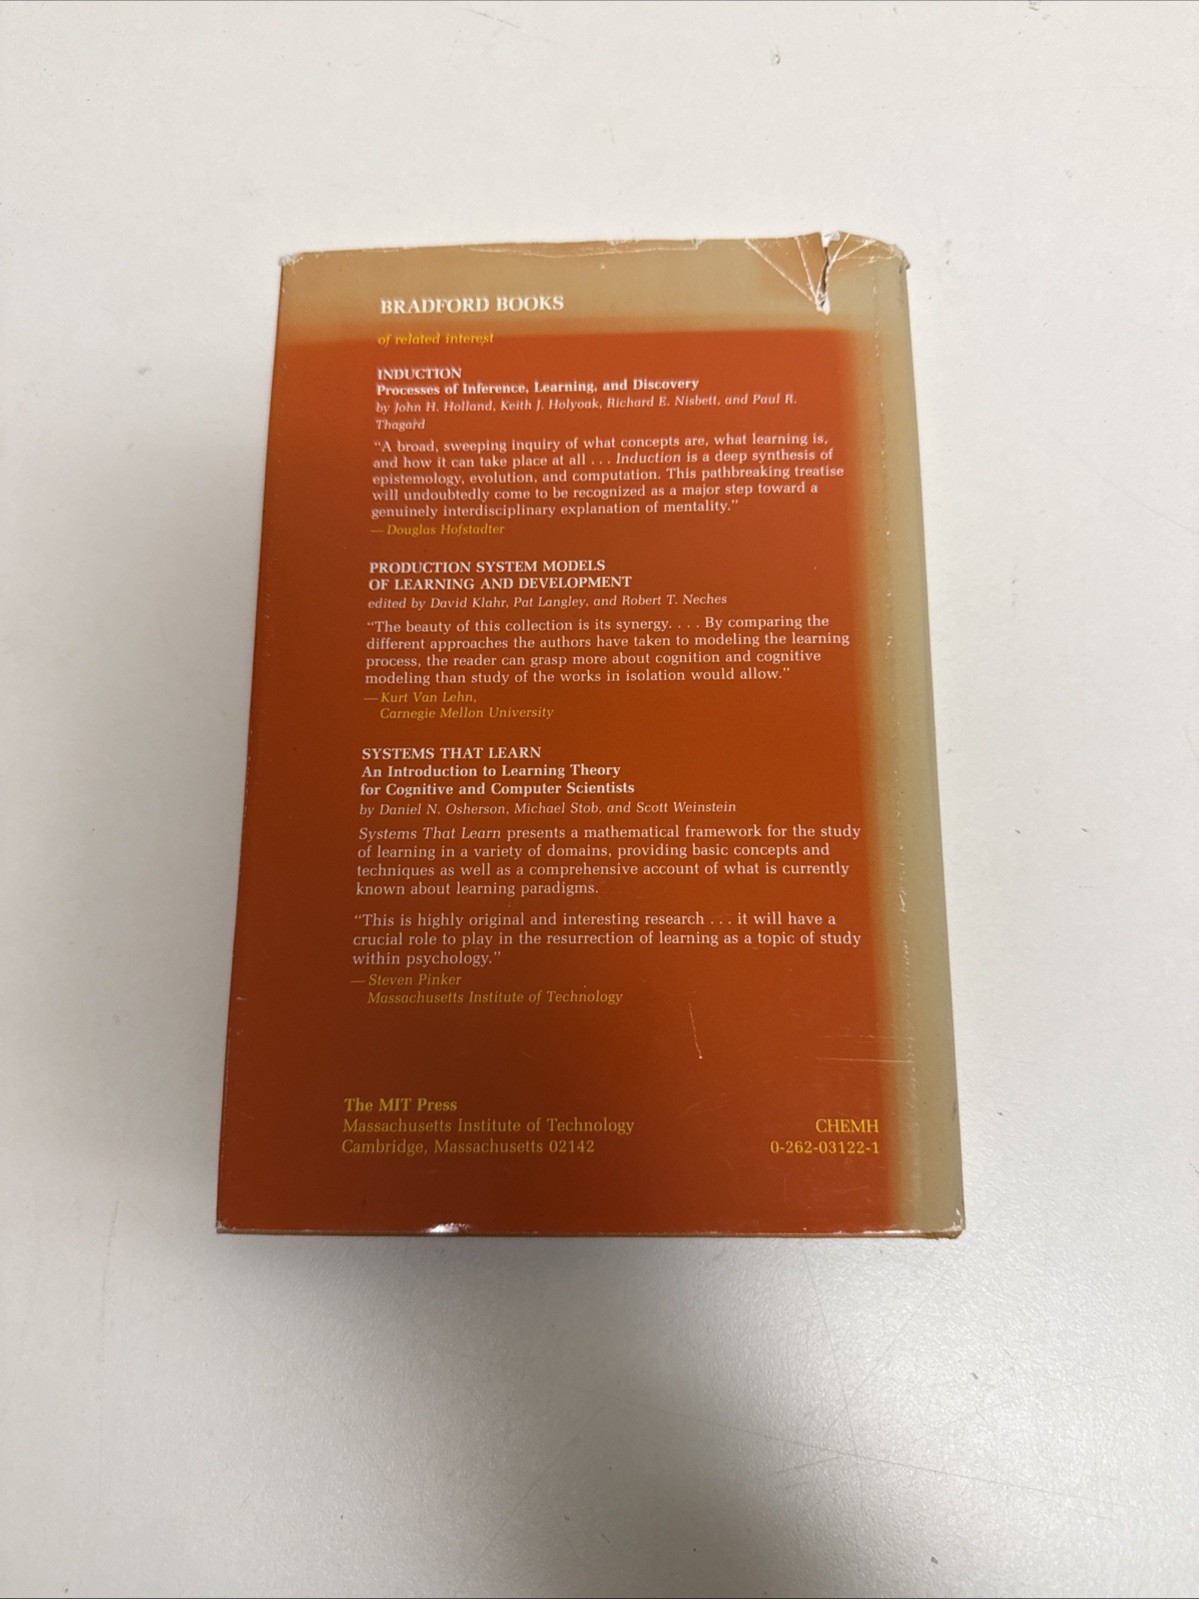 BRADFORD BOOKS
of related interest
INDUCTION
Processes of Inference, Learning, and Discovery
by John H. Holland, Keith J. Holyoak, Richard E. Nisbett, and Paul R.
Thagard
“A broad, sweeping inquiry of what concepts are, what learning is,
and how it can take place at all . . . Induction is a deep synthesis of
epistemology, evolution, and computation. This pathbreaking treatise
will undoubtedly come to be recognized as a major step toward a
genuinely interdisciplinary explanation of mentality.”
—Douglas Hofstadter
PRODUCTION SYSTEM MODELS
OF LEARNING AND DEVELOPMENT
edited by David Klahr, Pat Langley, and Robert T. Neches
“The beauty of this collection is its synergy. . . . By comparing the
different approaches the authors have taken to modeling the learning
process, the reader can grasp more about cognition and cognitive
modeling than study of the works in isolation would allow.”
—Kurt Van Lehn,
Carnegie Mellon University
SYSTEMS THAT LEARN
An Introduction to Learning Theory
for Cognitive and Computer Scientists
by Daniel N. Osherson, Michael Stob, and Scott Weinstein
Systems That Learn presents a mathematical framework for the study
of learning in a variety of domains, providing basic concepts and
techniques as well as a comprehensive account of what is currently
known about learning paradigms.
“This is highly original and interesting research . . . it will have a
crucial role to play in the resurrection of learning as a topic of study
within psychology.”
—Steven Pinker
Massachusetts Institute of Technology
The MIT Press
Massachusetts Institute of Technology
Cambridge, Massachusetts 02142
CHEMH
0-262-03122-1